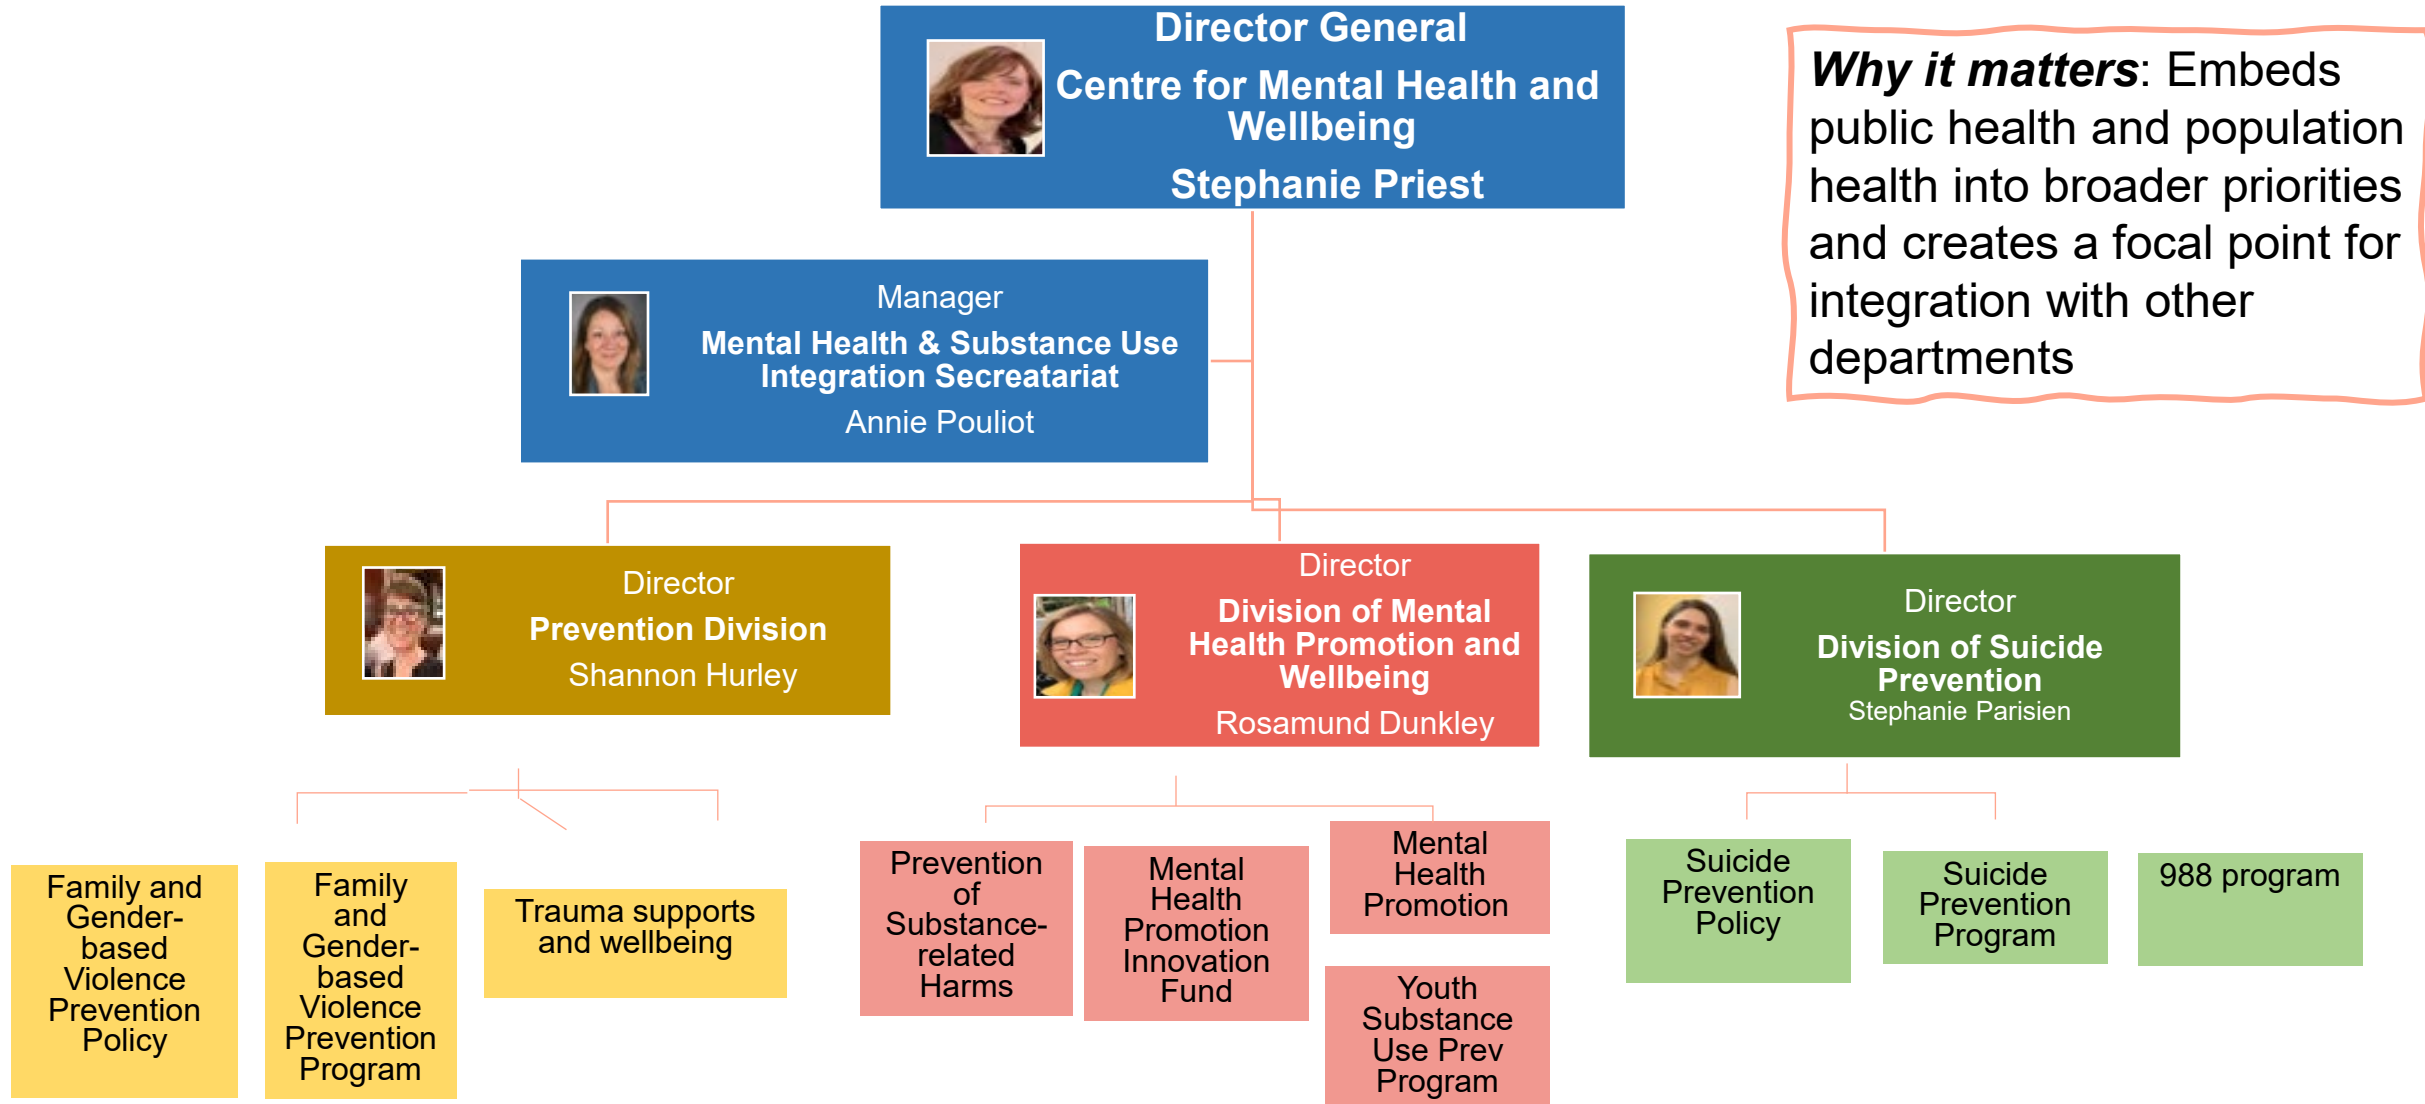 Director General
Centre for Mental Health and
Wellbeing
Stephanie Priest
Why it matters: Embeds
public health and population
health into broader priorities
and creates a focal point for
integration with other
departments
Manager
Mental Health & Substance Use
Integration Secreatariat
Annie Pouliot
Director
Prevention Division
Shannon Hurley
Director
Division of Mental
Health Promotion and
Wellbeing
Rosamund Dunkley
Director
Division of Suicide
Prevention
Stephanie Parisien
Family and
Gender-
based
Violence
Prevention
Policy
Family
and
Gender-
based
Violence
Prevention
Program
Trauma supports
and wellbeing
Prevention
of
Substance-
related
Harms
Mental
Health
Promotion
Innovation
Fund
Mental
Health
Promotion
Youth
Substance
Use Prev
Program
Suicide
Prevention
Policy
Suicide
Prevention
Program
988 program